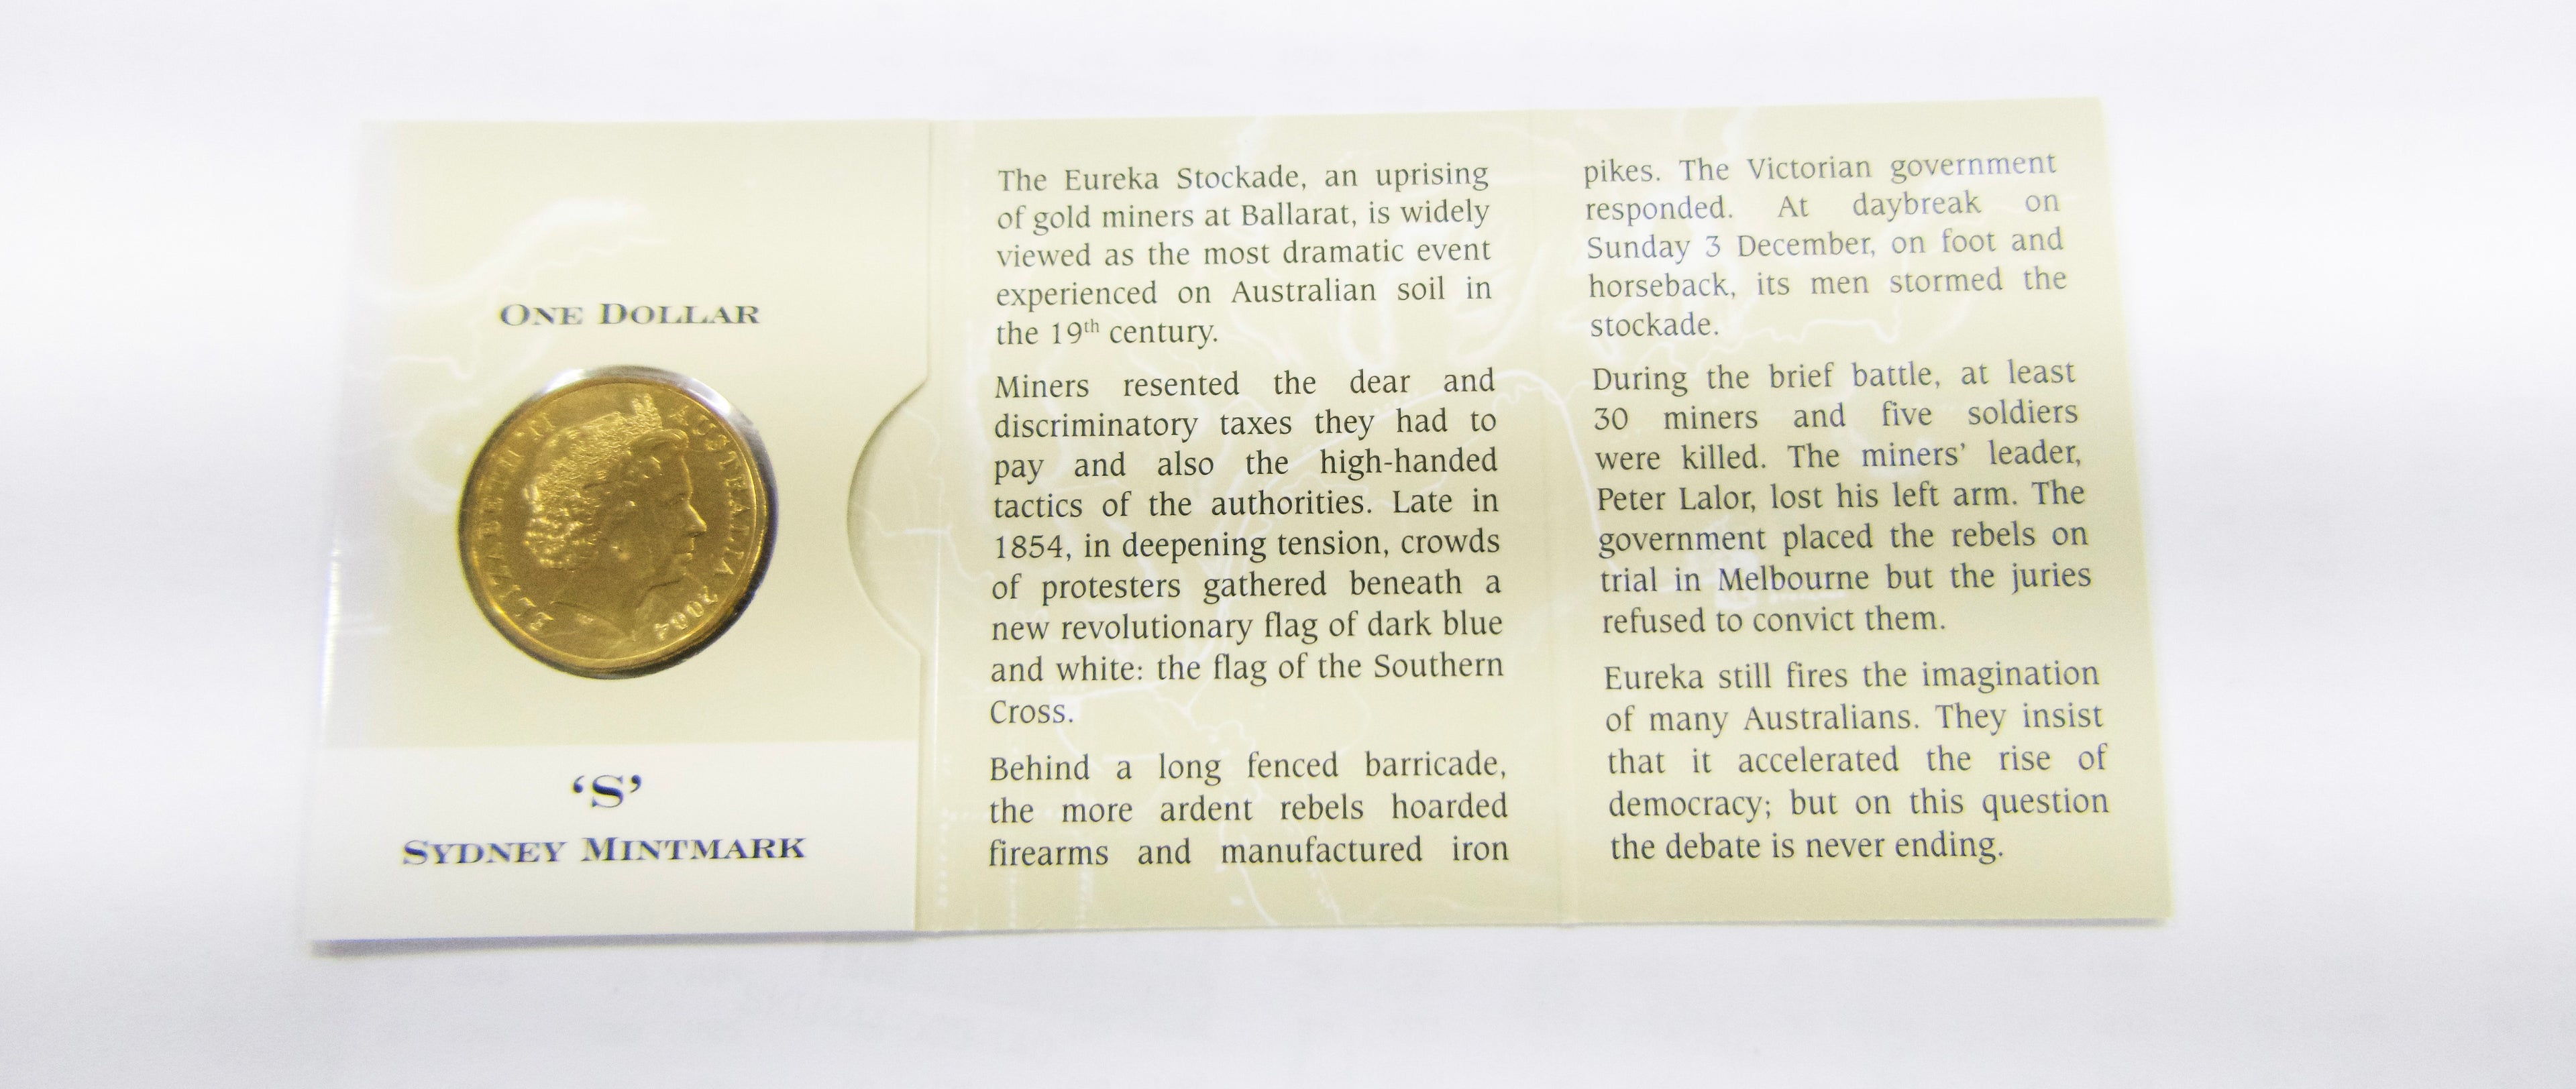 ONE DOLLAR
ELIZABETH II AUSTRALIA 2004
'S'
SYDNEY MINTMARK
The Eureka Stockade, an uprising
of gold miners at Ballarat, is widely
viewed as the most dramatic event
experienced on Australian soil in
the 19th century.
Miners resented the dear and
discriminatory taxes they had to
pay and also the high-handed
tactics of the authorities. Late in
1854, in deepening tension, crowds
of protesters gathered beneath a
new revolutionary flag of dark blue
and white: the flag of the Southern
Cross.
Behind a long fenced barricade,
the more ardent rebels hoarded
firearms and manufactured iron
pikes. The Victorian government
responded. At daybreak on
Sunday 3 December, on foot and
horseback, its men stormed the
stockade.
During the brief battle, at least
30 miners and five soldiers
were killed. The miners' leader,
Peter Lalor, lost his left arm. The
government placed the rebels on
trial in Melbourne but the juries
refused to convict them.
Eureka still fires the imagination
of many Australians. They insist
that it accelerated the rise of
democracy; but on this question
the debate is never ending.